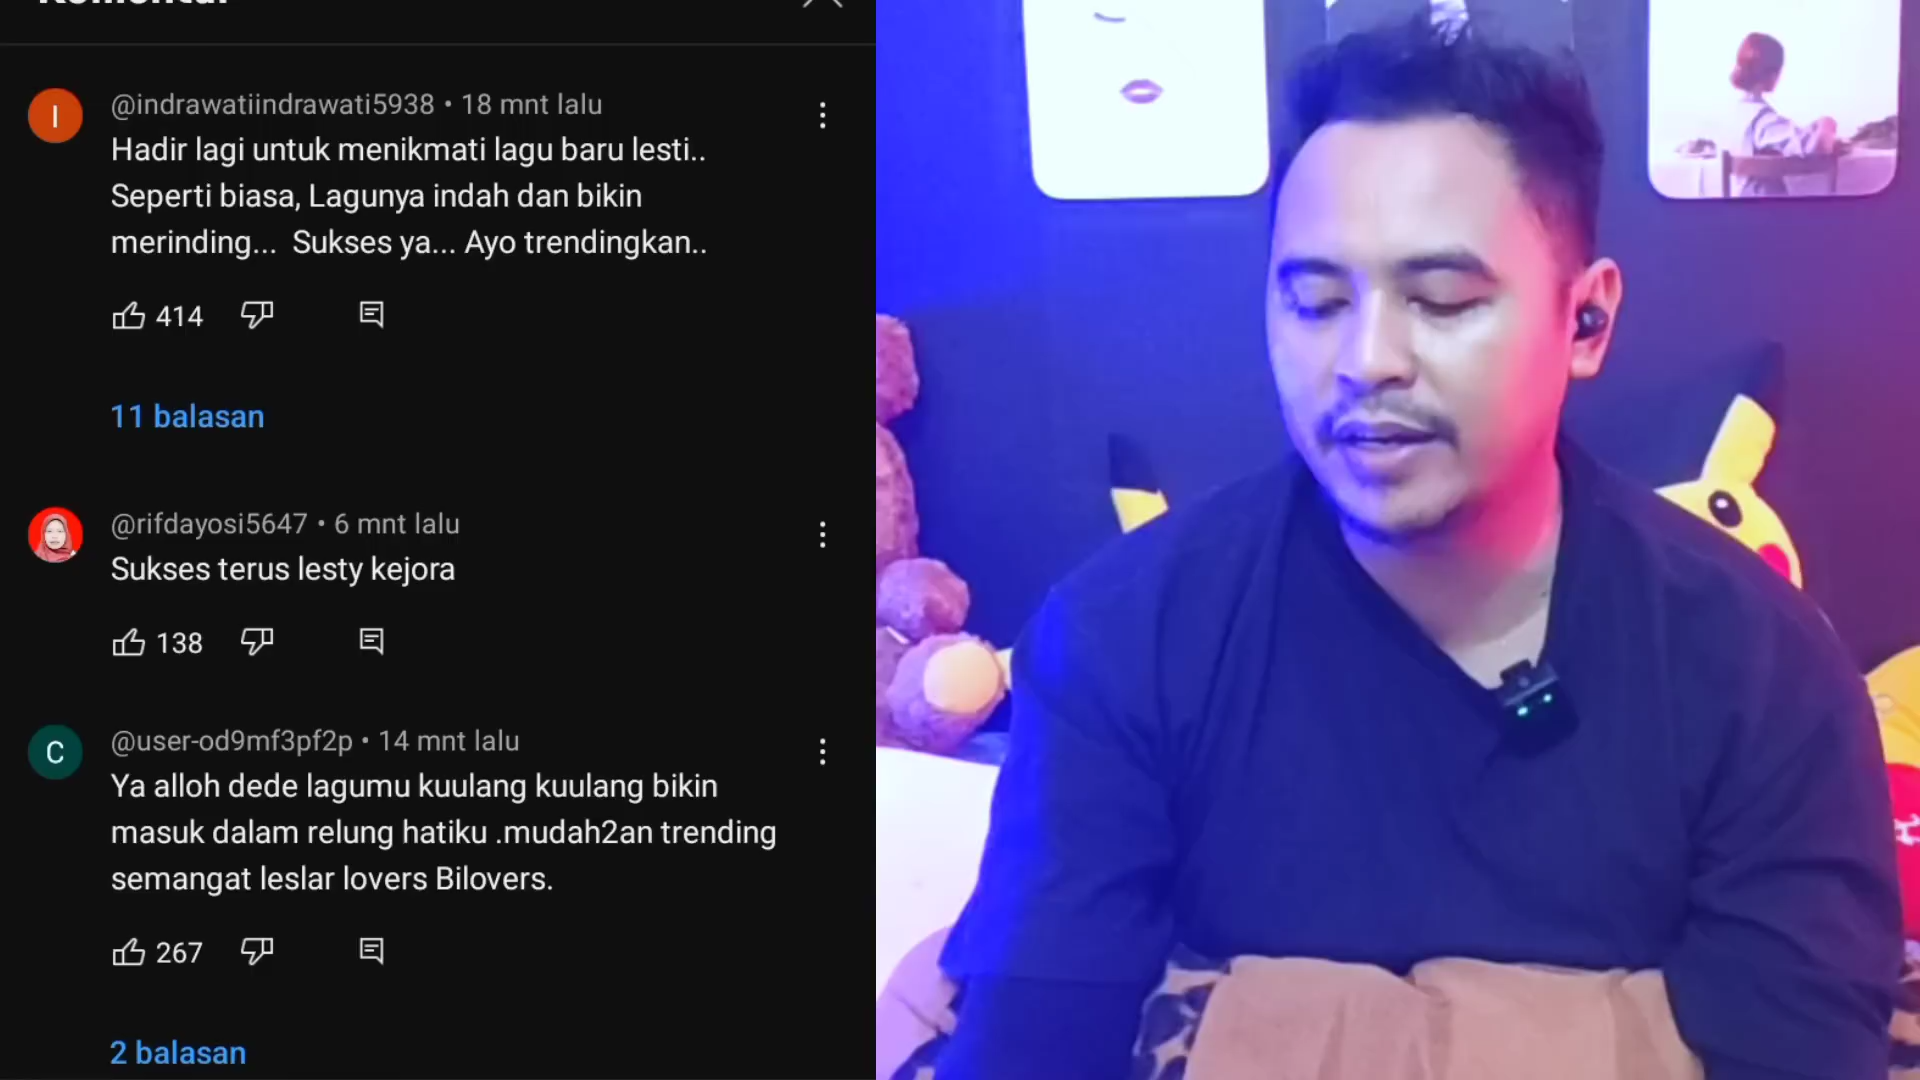 Komentar
@indrawatiindrawati5938 • 18 mnt lalu
Hadir lagi untuk menikmati lagu baru lesti..
Seperti biasa, Lagunya indah dan bikin
merinding... Sukses ya... Ayo trendingkan..
414
11 balasan
@rifdayosi5647 • 6 mnt lalu
Sukses terus lesty kejora
138
C
@user-od9mf3pf2p • 14 mnt lalu
Ya alloh dede lagumu kuulang kuulang bikin
masuk dalam relung hatiku .mudah2an trending
semangat leslar lovers Bilovers.
267
2 balasan